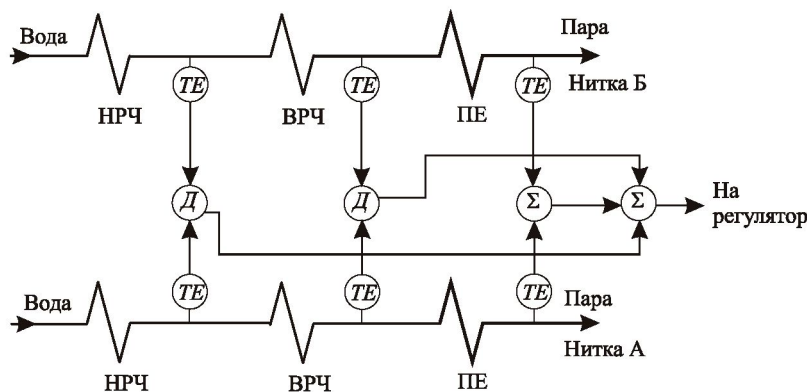 Вода
Пара
ТЕ
ТЕ
ТЕ
Нитка Б
НРЧ
ВРЧ
ПЕ
Д
Д
Σ
Σ
На
регулятор
Вода
ТЕ
ТЕ
ТЕ
Пара
Нитка А
НРЧ
ВРЧ
ПЕ